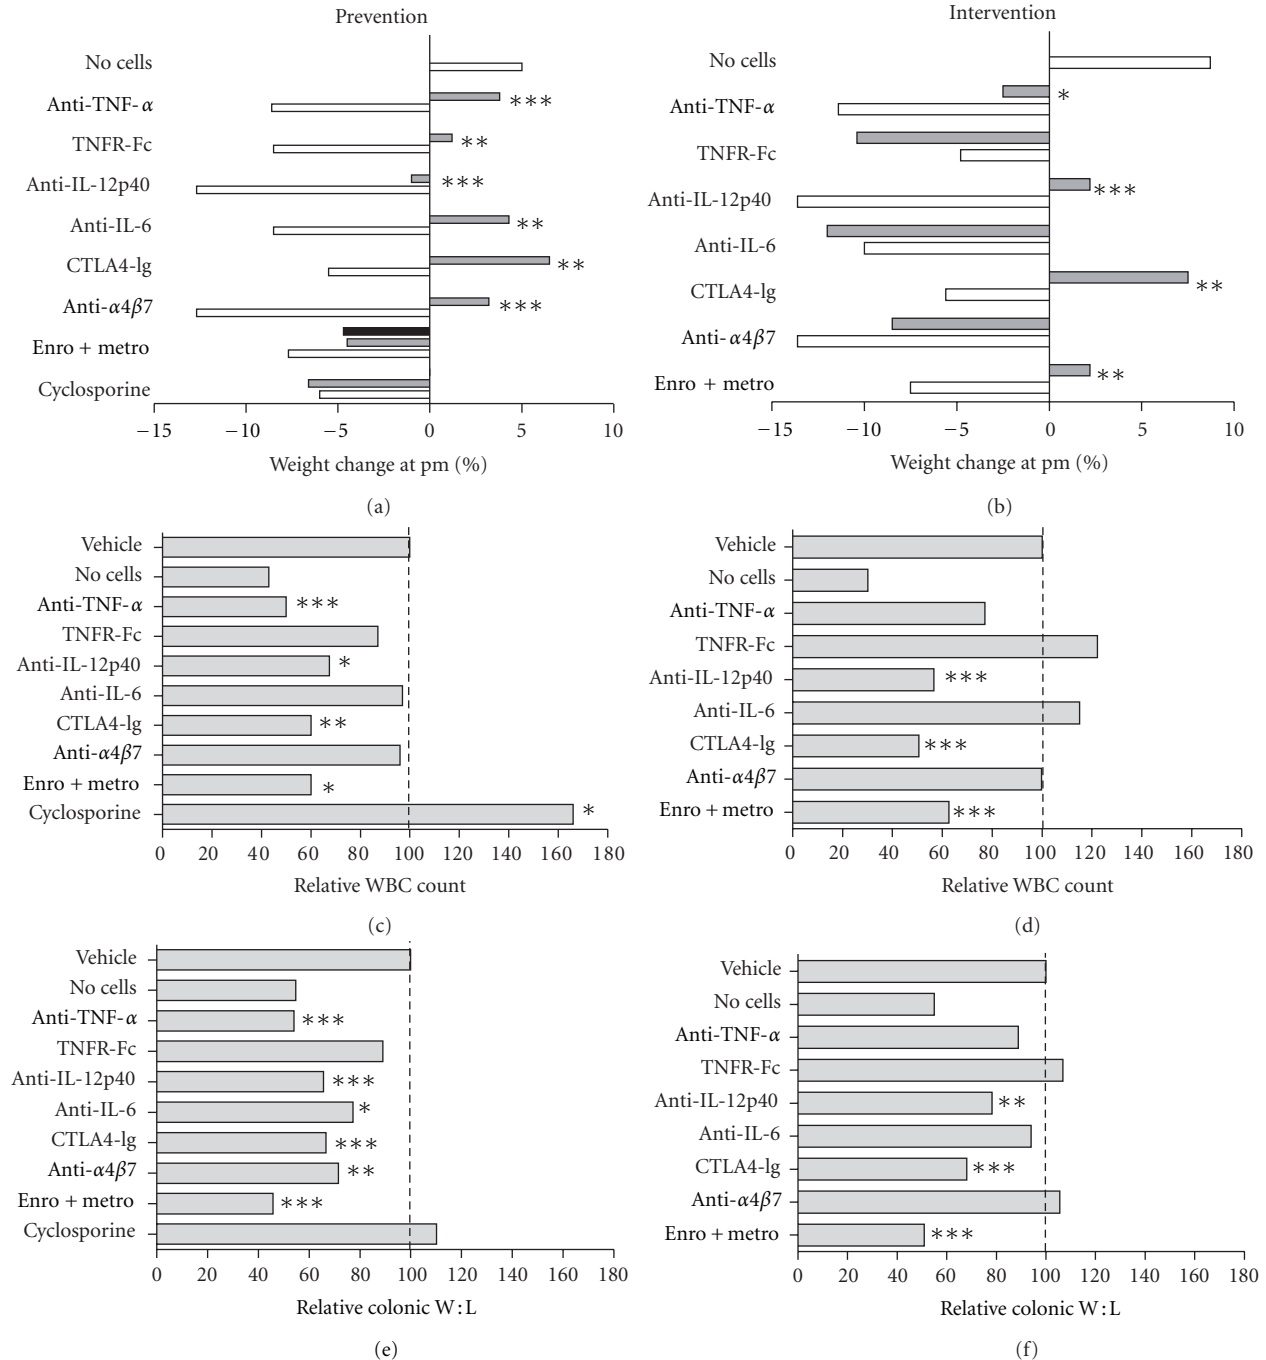 Prevention
No cells
Anti-TNF-α
∗∗∗
TNFR-Fc
∗∗
Anti-IL-12p40
∗∗∗
Anti-IL-6
∗∗
CTLA4-lg
∗∗
Anti-α4β7
∗∗∗
Enro + metro
Cyclosporine
−15 −10 −5 0 5 10
Weight change at pm (%)
(a)
Intervention
No cells
∗
Anti-TNF-α
TNFR-Fc
∗∗∗
Anti-IL-12p40
Anti-IL-6
CTLA4-lg
∗∗
Anti-α4β7
Enro + metro
∗∗
−15 −10 −5 0 5 10
Weight change at pm (%)
(b)
Vehicle
No cells
Anti-TNF-α ∗∗∗
TNFR-Fc
Anti-IL-12p40 ∗
Anti-IL-6
CTLA4-lg ∗∗
Anti-α4β7
Enro + metro ∗
Cyclosporine ∗
0 20 40 60 80 100 120 140 160 180
Relative WBC count
(c)
Vehicle
No cells
Anti-TNF-α
TNFR-Fc
Anti-IL-12p40 ∗∗∗
Anti-IL-6
CTLA4-lg ∗∗∗
Anti-α4β7
Enro + metro ∗∗∗
0 20 40 60 80 100 120 140 160 180
Relative WBC count
(d)
Vehicle
No cells
Anti-TNF-α ∗∗∗
TNFR-Fc
Anti-IL-12p40 ∗∗∗
Anti-IL-6 ∗
CTLA4-lg ∗∗∗
Anti-α4β7 ∗∗
Enro + metro ∗∗∗
Cyclosporine
0 20 40 60 80 100 120 140 160 180
Relative colonic W : L
(e)
Vehicle
No cells
Anti-TNF-α
TNFR-Fc
Anti-IL-12p40 ∗∗
Anti-IL-6
CTLA4-lg ∗∗∗
Anti-α4β7
Enro + metro ∗∗∗
0 20 40 60 80 100 120 140 160 180
Relative colonic W : L
(f)